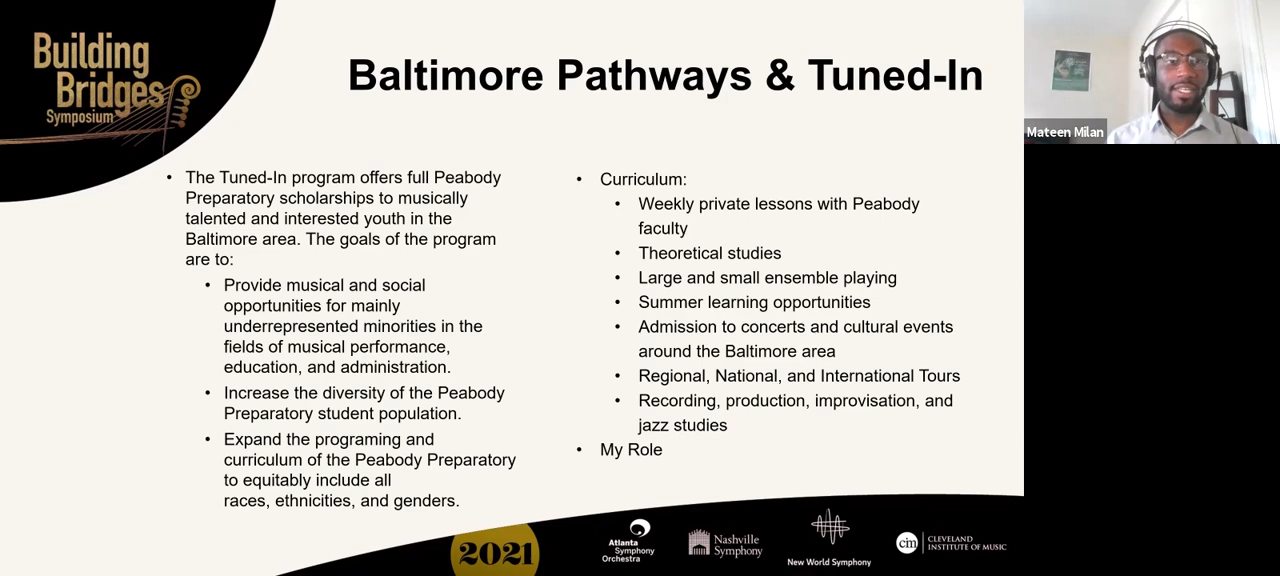 Building
Bridges
Symposium
Baltimore Pathways & Tuned-In
Mateen Milan
• The Tuned-In program offers full Peabody
Preparatory scholarships to musically
talented and interested youth in the
Baltimore area. The goals of the program
are to:
• Provide musical and social
opportunities for mainly
underrepresented minorities in the
fields of musical performance,
education, and administration.
• Increase the diversity of the Peabody
Preparatory student population.
• Expand the programing and
curriculum of the Peabody Preparatory
to equitably include all
races, ethnicities, and genders.
• Curriculum:
• Weekly private lessons with Peabody
faculty
• Theoretical studies
• Large and small ensemble playing
• Summer learning opportunities
• Admission to concerts and cultural events
around the Baltimore area
• Regional, National, and International Tours
• Recording, production, improvisation, and
jazz studies
• My Role
2021
Atlanta
Symphony
Orchestra
Nashville
Symphony
New World Symphony
cim
CLEVELAND
INSTITUTE OF MUSIC